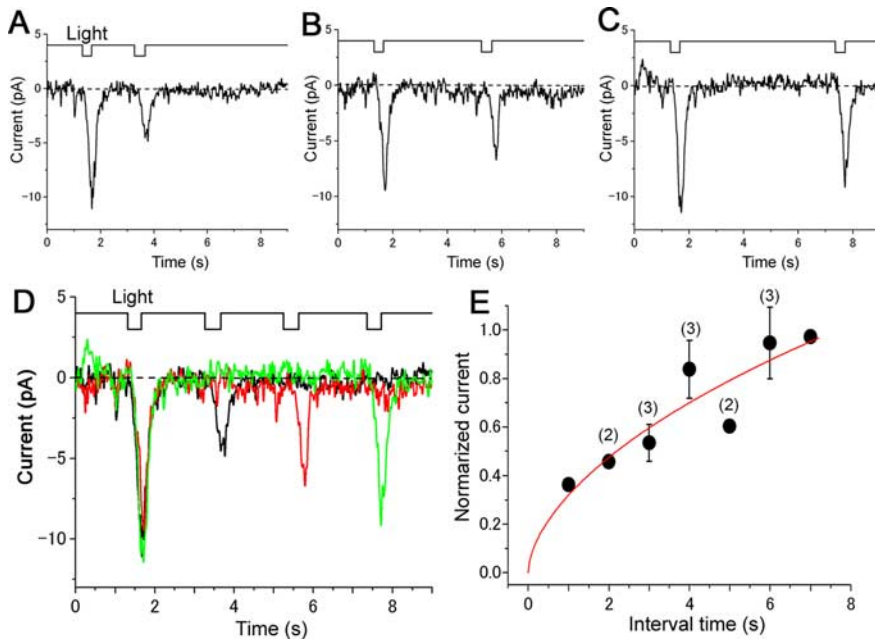 A
Light
5
0
−5
−10
Current (pA)
0 2 4 6 8
Time (s)
B
5
0
−5
−10
Current (pA)
0 2 4 6 8
Time (s)
C
5
0
−5
−10
Current (pA)
0 2 4 6 8
Time (s)
D
Light
5
0
−5
−10
Current (pA)
0 2 4 6 8
Time (s)
E
1.0
0.8
0.6
0.4
0.2
0.0
Normarized current
(2)
(3)
(3)
(2)
(3)
0 2 4 6 8
Interval time (s)